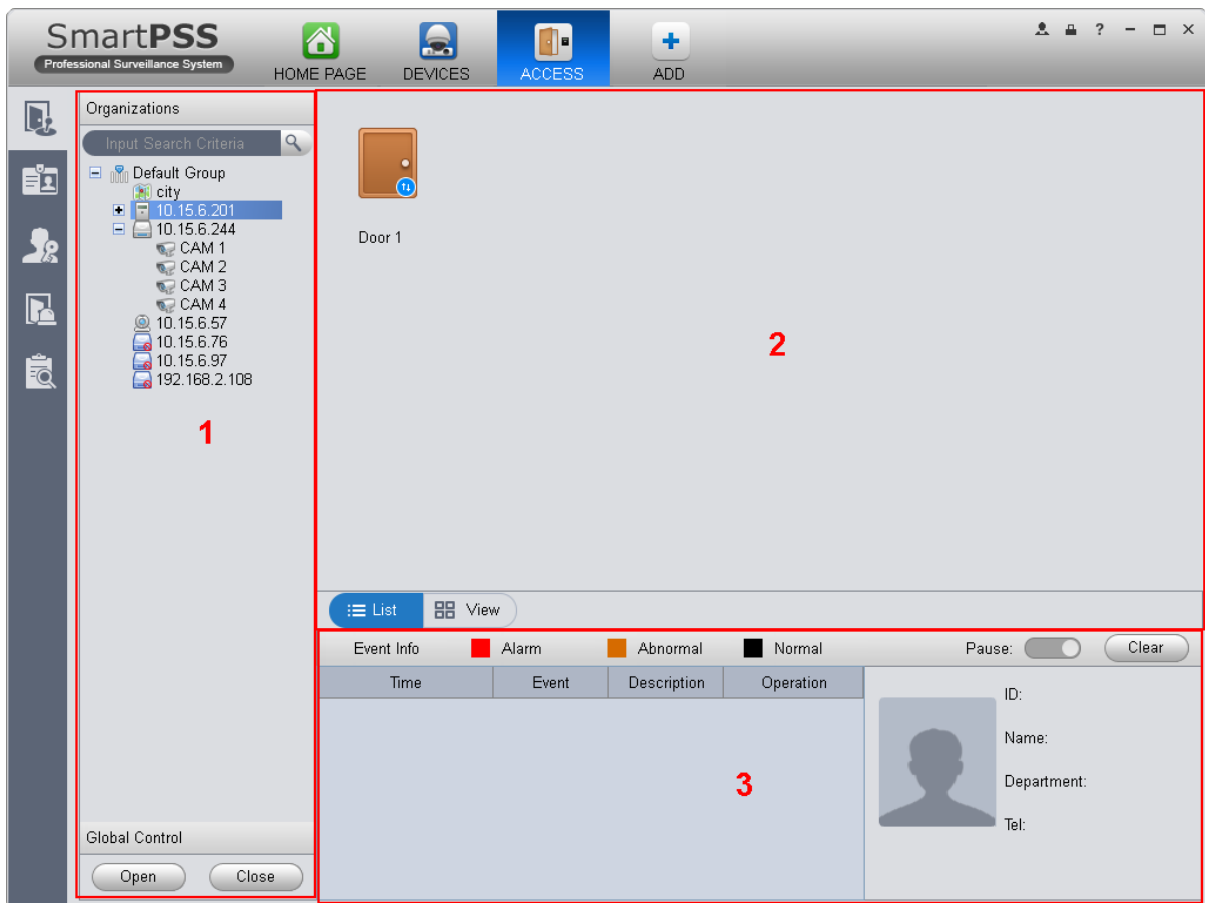 SmartPSS
Professional Surveillance System
HOME PAGE
DEVICES
ACCESS
ADD
?
Organizations
Input Search Criteria
Default Group
city
10.15.6.201
10.15.6.244
CAM 1
CAM 2
CAM 3
CAM 4
10.15.6.57
10.15.6.76
10.15.6.97
192.168.2.108
1
Global Control
Open
Close
Door 1
2
List
View
Event Info
Alarm
Abnormal
Normal
Pause:
Clear
Time
Event
Description
Operation
3
ID:
Name:
Department:
Tel: